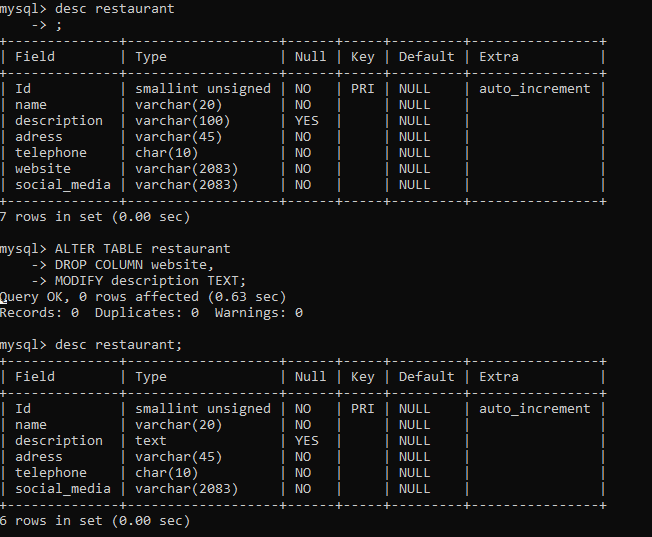 mysql> desc restaurant
    -> ;
+--------------+-------------------+------+-----+---------+----------------+
| Field        | Type              | Null | Key | Default | Extra          |
+--------------+-------------------+------+-----+---------+----------------+
| Id           | smallint unsigned | NO   | PRI | NULL    | auto_increment |
| name         | varchar(20)       | NO   |     | NULL    |                |
| description  | varchar(100)      | YES  |     | NULL    |                |
| adress       | varchar(45)       | NO   |     | NULL    |                |
| telephone    | char(10)          | NO   |     | NULL    |                |
| website      | varchar(2083)     | NO   |     | NULL    |                |
| social_media | varchar(2083)     | NO   |     | NULL    |                |
+--------------+-------------------+------+-----+---------+----------------+
7 rows in set (0.00 sec)

mysql> ALTER TABLE restaurant
    -> DROP COLUMN website,
    -> MODIFY description TEXT;
Query OK, 0 rows affected (0.63 sec)
Records: 0  Duplicates: 0  Warnings: 0

mysql> desc restaurant;
+--------------+-------------------+------+-----+---------+----------------+
| Field        | Type              | Null | Key | Default | Extra          |
+--------------+-------------------+------+-----+---------+----------------+
| Id           | smallint unsigned | NO   | PRI | NULL    | auto_increment |
| name         | varchar(20)       | NO   |     | NULL    |                |
| description  | text              | YES  |     | NULL    |                |
| adress       | varchar(45)       | NO   |     | NULL    |                |
| telephone    | char(10)          | NO   |     | NULL    |                |
| social_media | varchar(2083)     | NO   |     | NULL    |                |
+--------------+-------------------+------+-----+---------+----------------+
6 rows in set (0.00 sec)